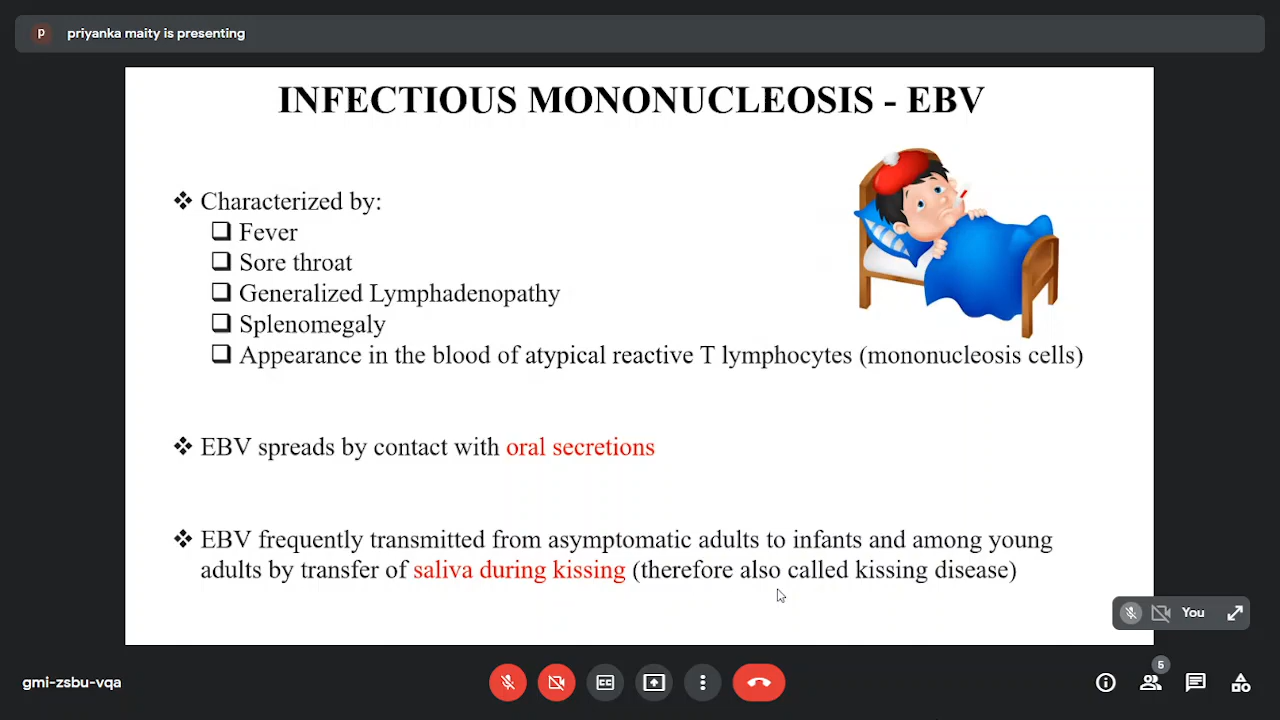 P
priyanka maity is presenting
INFECTIOUS MONONUCLEOSIS - EBV
❖ Characterized by:
❑ Fever
❑ Sore throat
❑ Generalized Lymphadenopathy
❑ Splenomegaly
❑ Appearance in the blood of atypical reactive T lymphocytes (mononucleosis cells)
❖ EBV spreads by contact with oral secretions
❖ EBV frequently transmitted from asymptomatic adults to infants and among young
adults by transfer of saliva during kissing (therefore also called kissing disease)
You
gmi-zsbu-vqa
CC
5